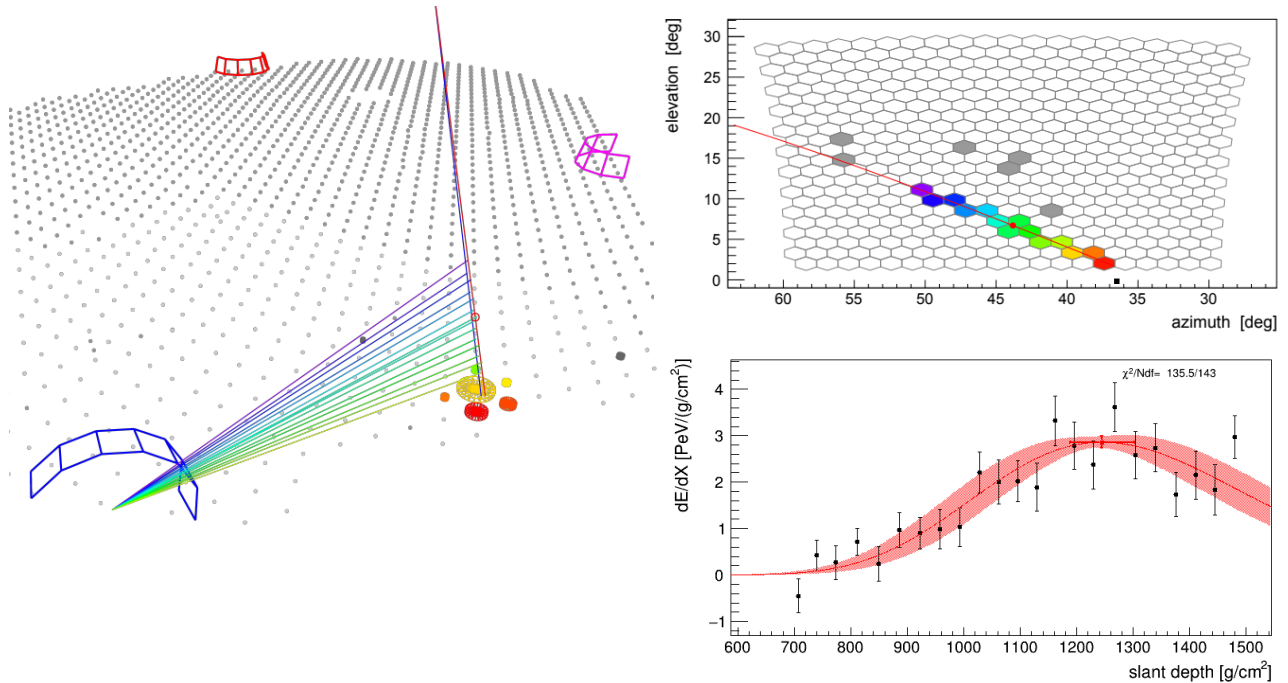 elevation [deg]
30
25
20
15
10
5
0
60 55 50 45 40 35 30
azimuth [deg]
dE/dX [PeV/(g/cm²)]
χ²/Ndf= 135.5/143
4
3
2
1
0
−1
600 700 800 900 1000 1100 1200 1300 1400 1500
slant depth [g/cm²]